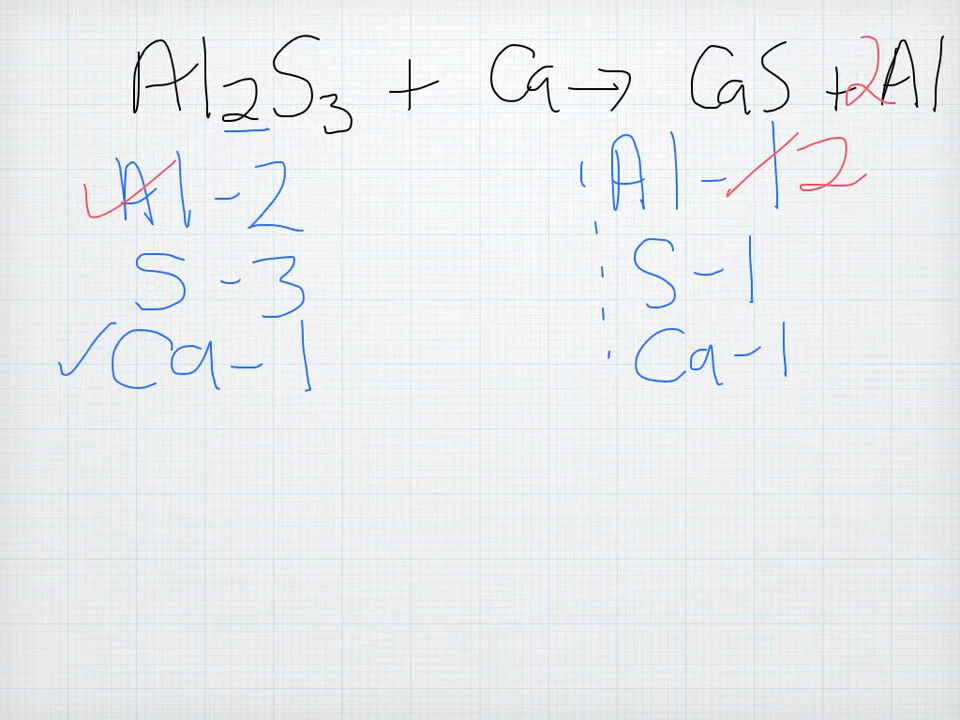 Al2S3 + Ca → CaS + 2Al
Al - 2 Al - 1 2
S - 3 S - 1
Ca - 1 Ca - 1